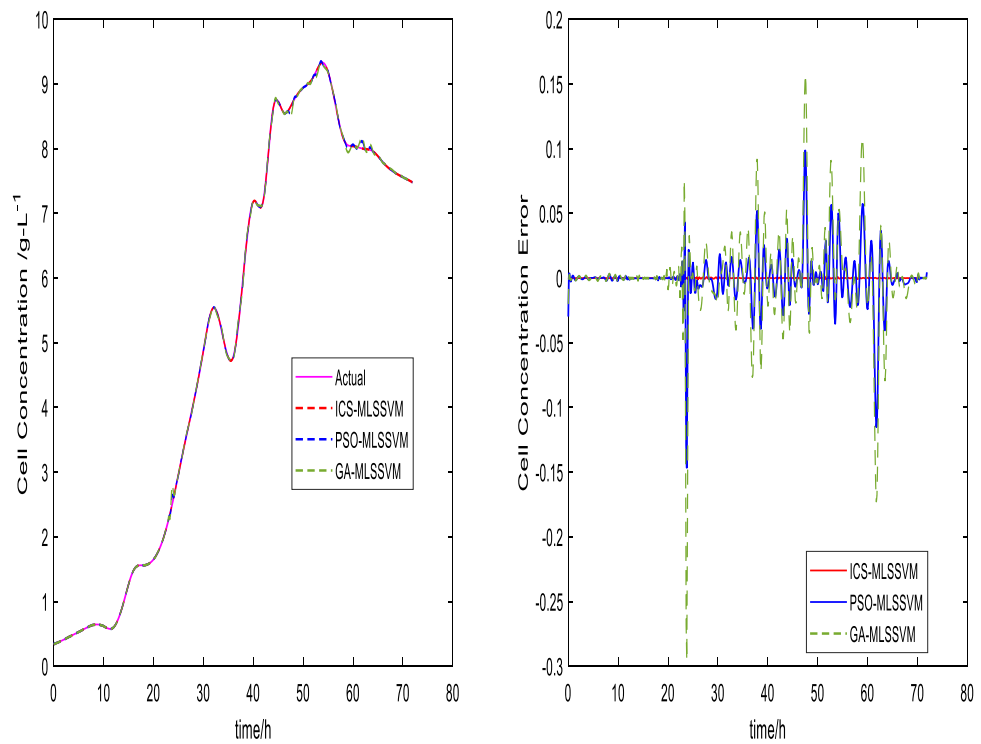 10
9
8
7
6
5
4
3
2
1
0
Cell Concentration /g-L⁻¹
0 10 20 30 40 50 60 70 80
time/h
Actual
ICS-MLSSVM
PSO-MLSSVM
GA-MLSSVM
0.2
0.15
0.1
0.05
0
-0.05
-0.1
-0.15
-0.2
-0.25
-0.3
Cell Concentration Error
0 10 20 30 40 50 60 70 80
time/h
ICS-MLSSVM
PSO-MLSSVM
GA-MLSSVM